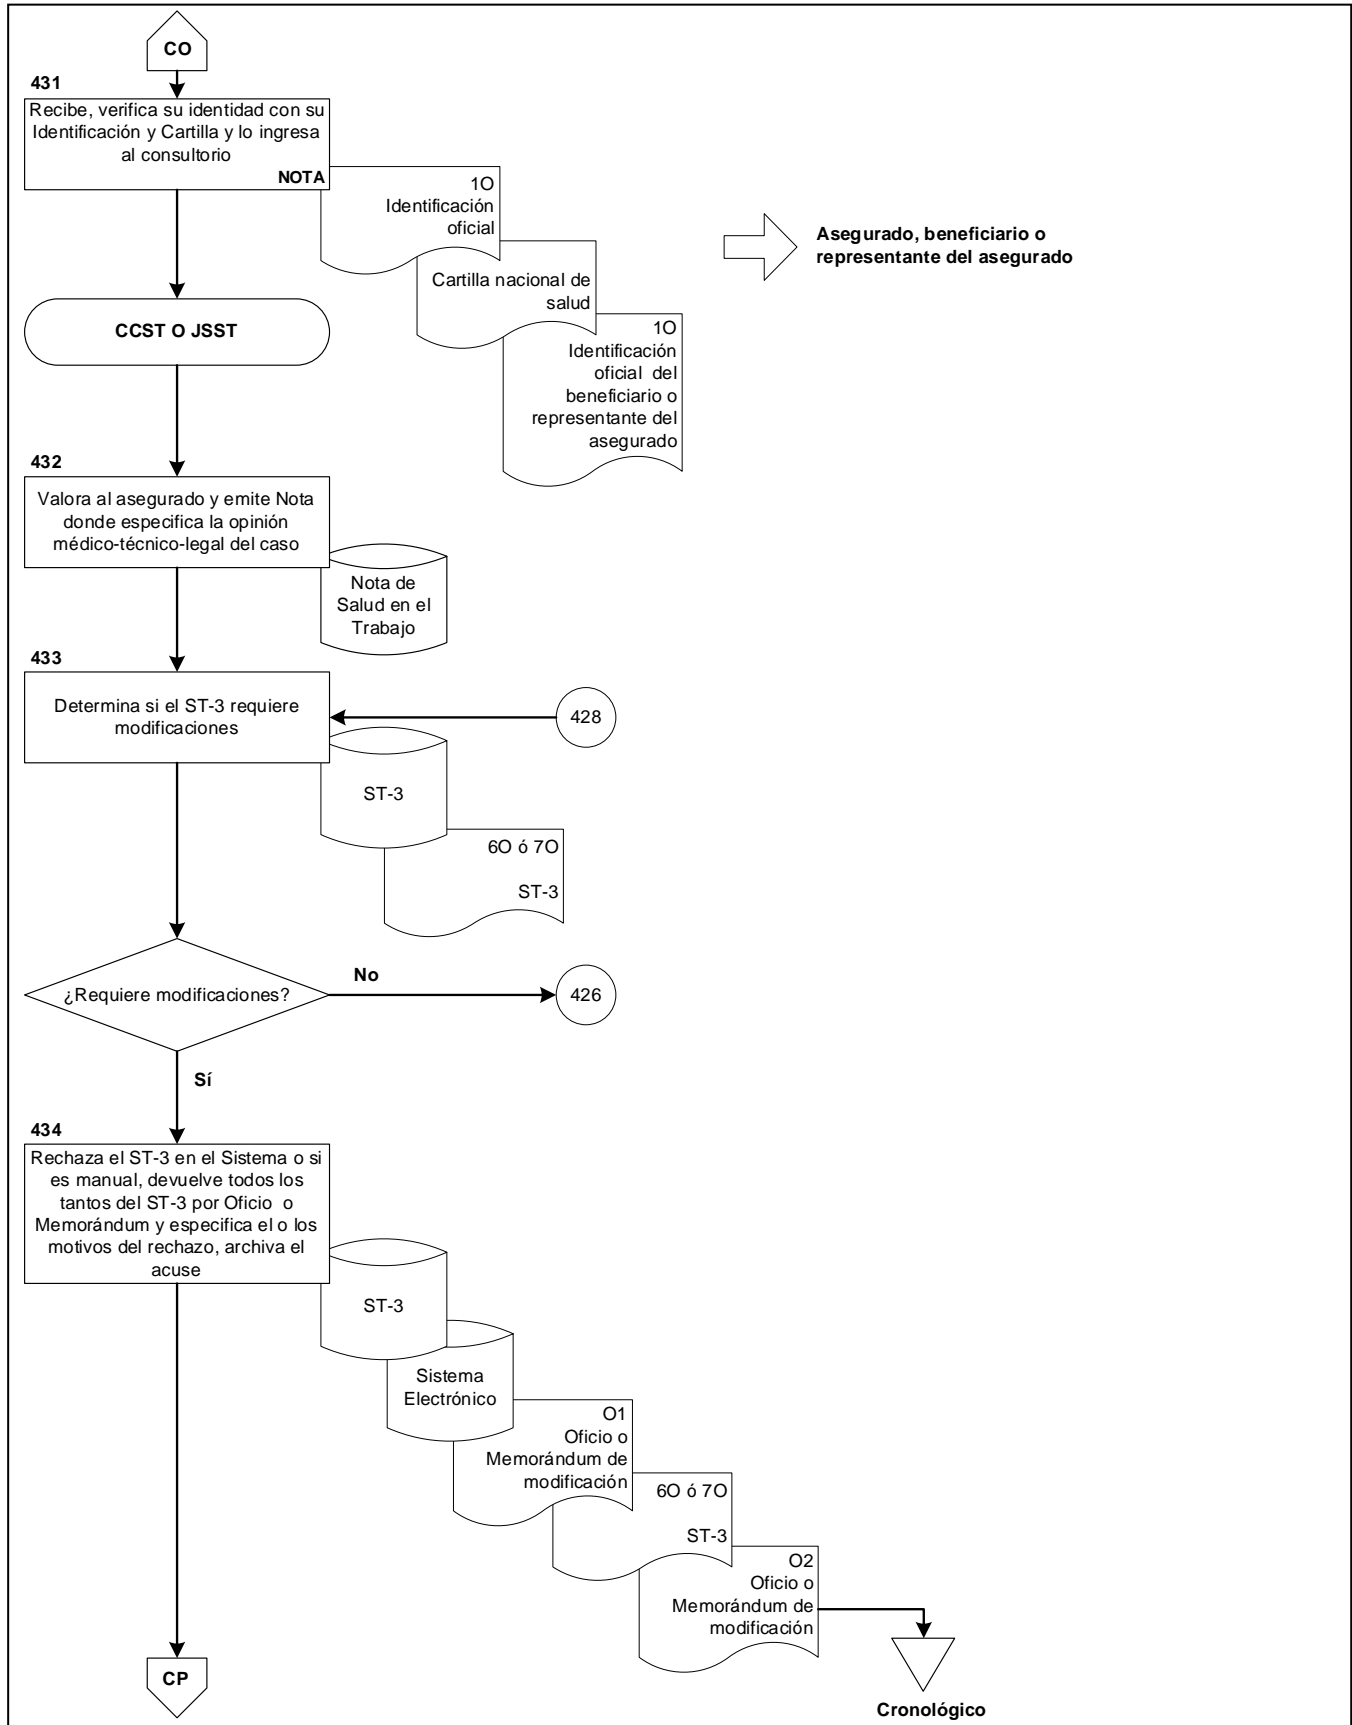 CO
431
Recibe, verifica su identidad con su
Identificación y Cartilla y lo ingresa
al consultorio
NOTA
1O
Identificación
oficial
Cartilla nacional de
salud
1O
Identificación
oficial del
beneficiario o
representante del
asegurado
Asegurado, beneficiario o
representante del asegurado
CCST O JSST
432
Valora al asegurado y emite Nota
donde especifica la opinión
médico-técnico-legal del caso
Nota de
Salud en el
Trabajo
433
Determina si el ST-3 requiere
modificaciones
428
ST-3
6O ó 7O
ST-3
¿Requiere modificaciones?
No
426
Sí
434
Rechaza el ST-3 en el Sistema o si
es manual, devuelve todos los
tantos del ST-3 por Oficio o
Memorándum y especifica el o los
motivos del rechazo, archiva el
acuse
ST-3
Sistema
Electrónico
O1
Oficio o
Memorándum de
modificación
6O ó 7O
ST-3
O2
Oficio o
Memorándum de
modificación
CP
Cronológico